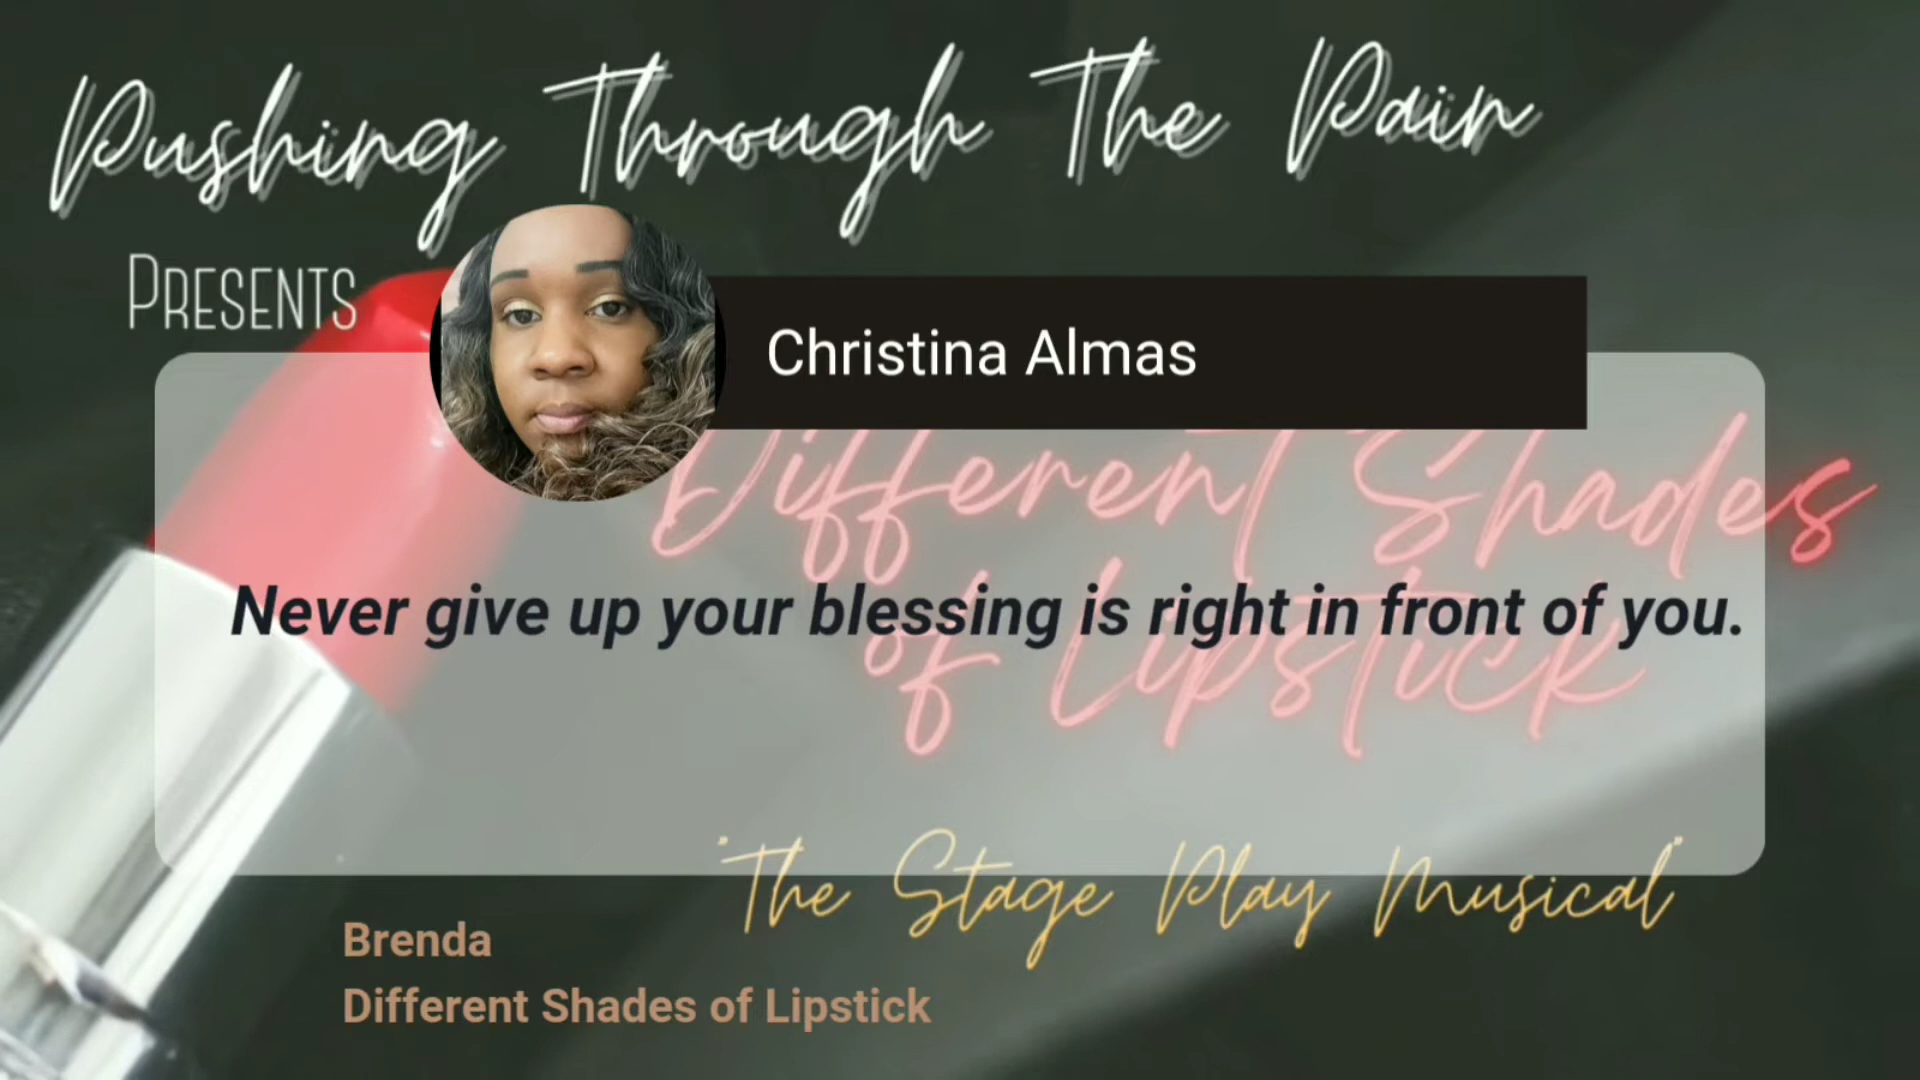 Pushing Through The Pain
PRESENTS
Christina Almas
Different Shades
of Lipstick
Never give up your blessing is right in front of you.
"The Stage Play Musical"
Brenda
Different Shades of Lipstick